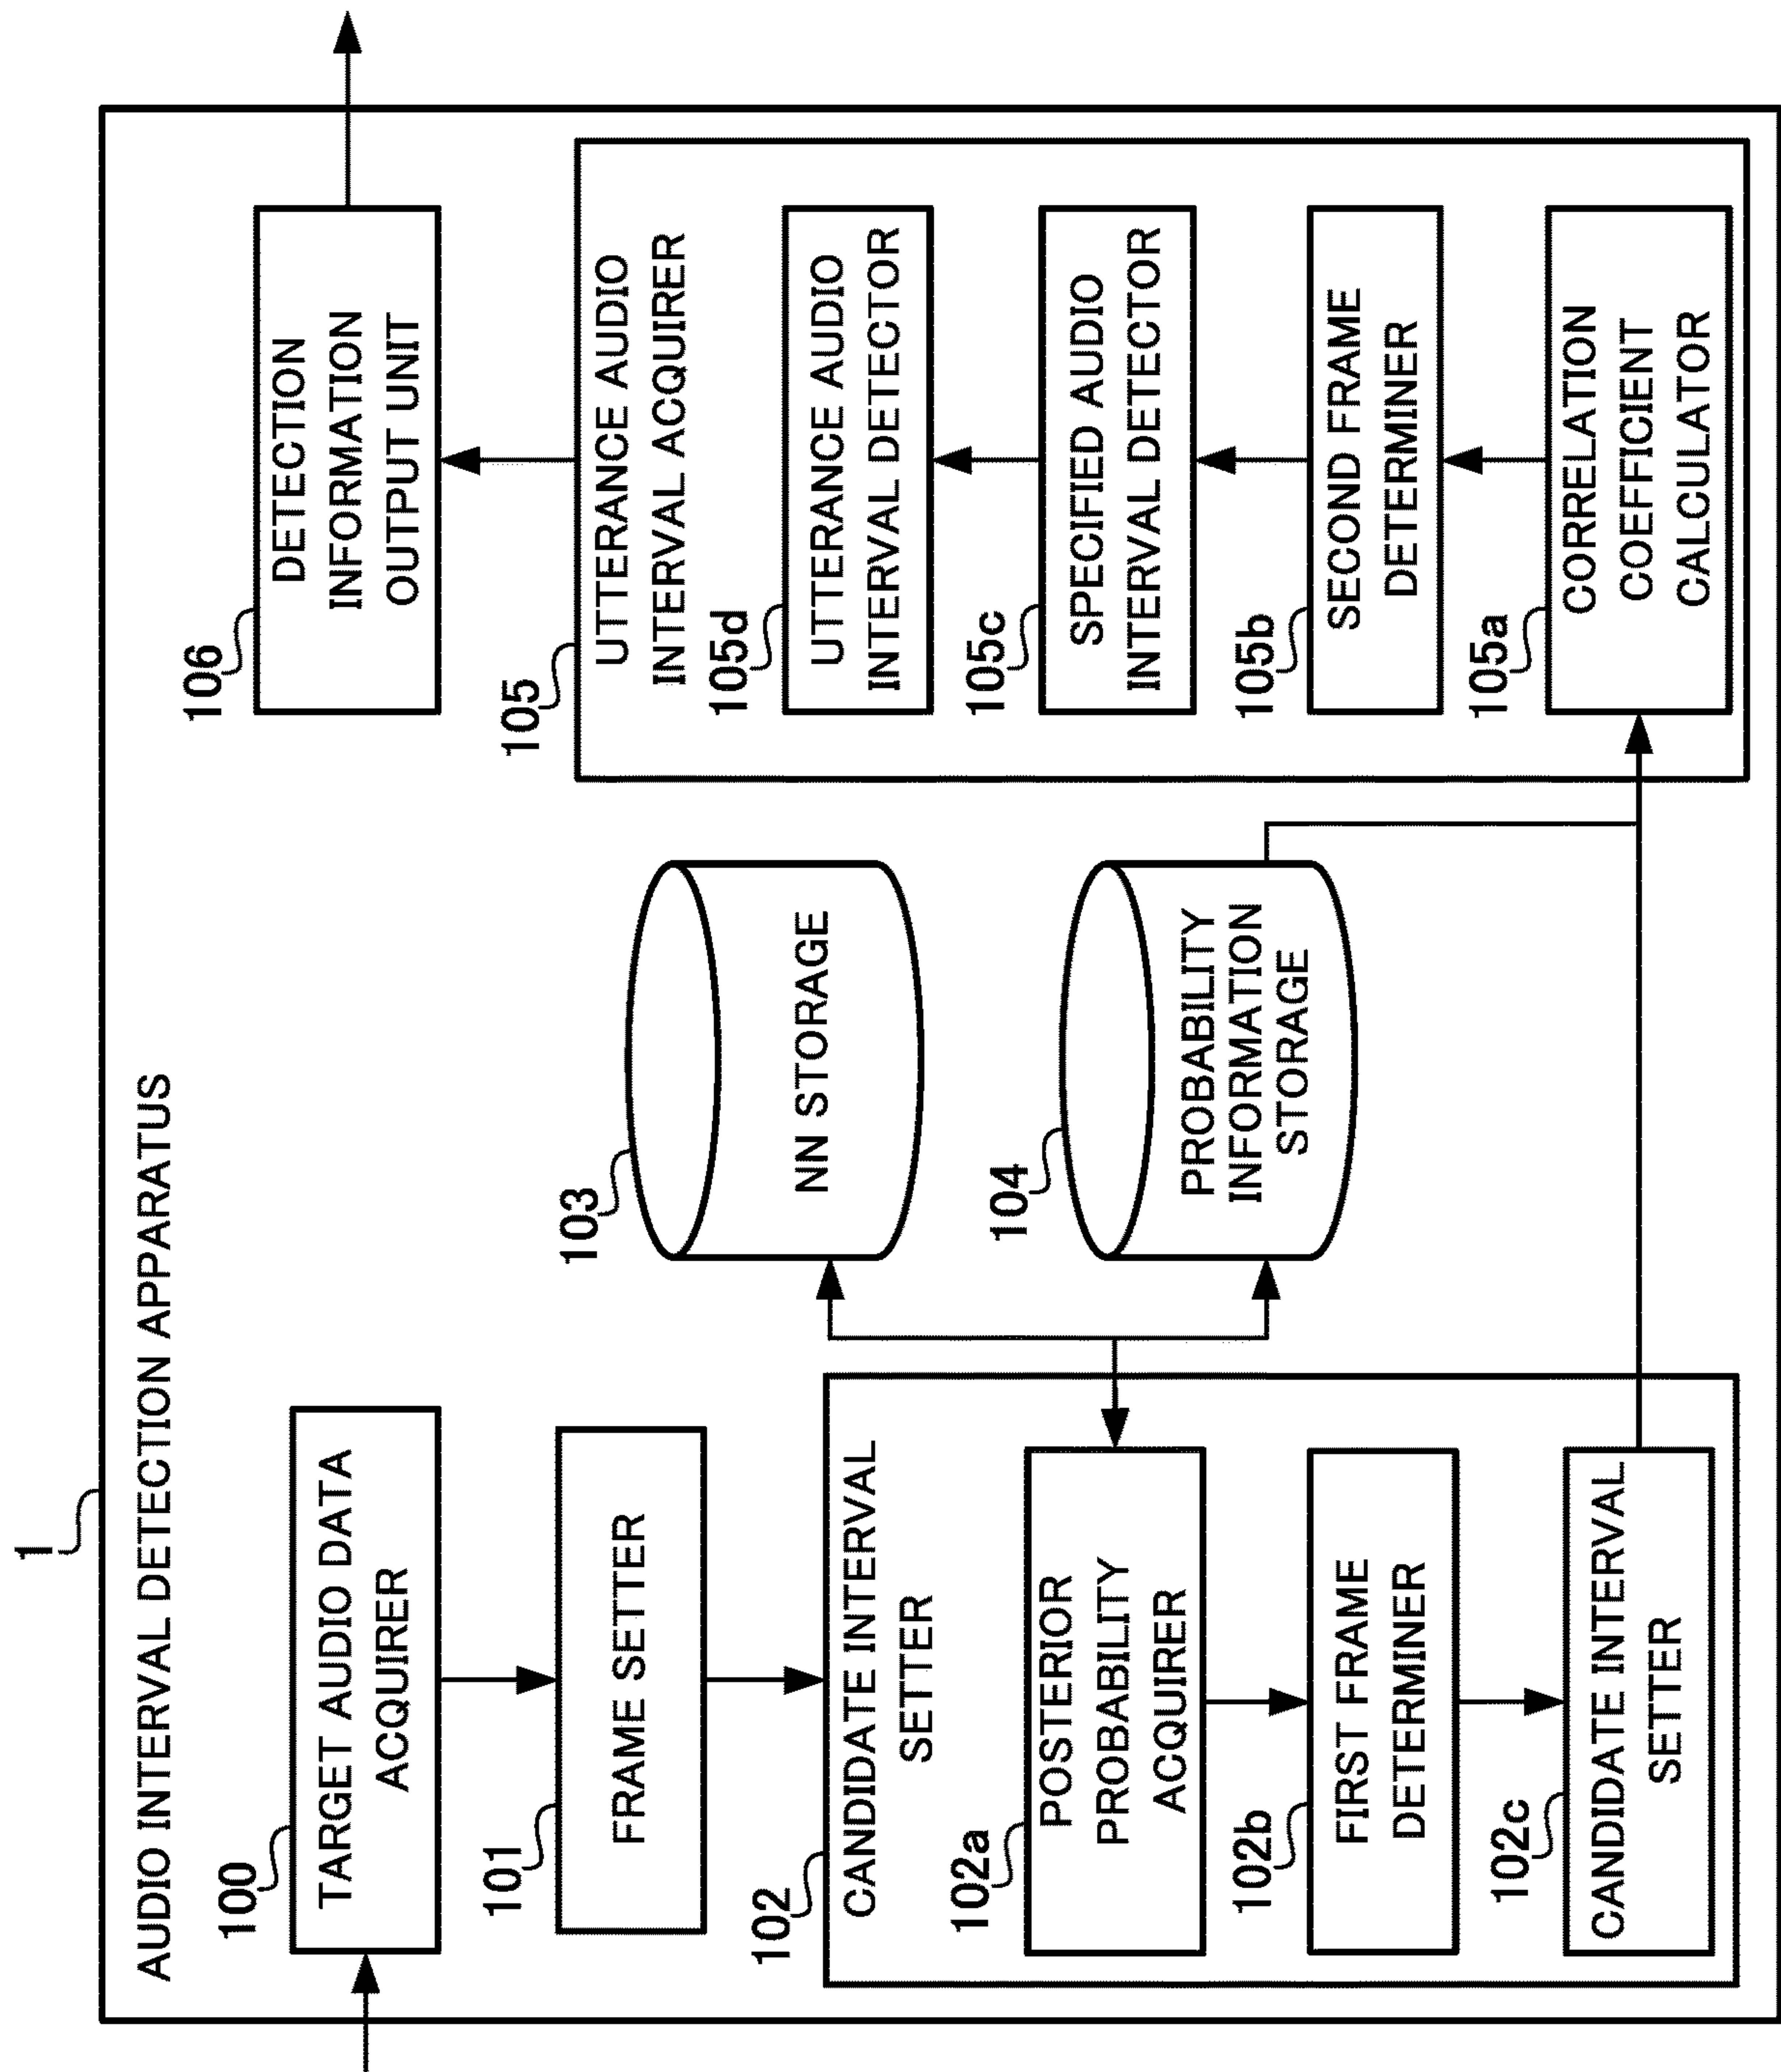 1
AUDIO INTERVAL DETECTION APPARATUS
100
TARGET AUDIO DATA
ACQUIRER
101
FRAME SETTER
102
CANDIDATE INTERVAL
SETTER
102a
POSTERIOR
PROBABILITY
ACQUIRER
102b
FIRST FRAME
DETERMINER
102c
CANDIDATE INTERVAL
SETTER
103
NN STORAGE
104
PROBABILITY
INFORMATION
STORAGE
106
DETECTION
INFORMATION
OUTPUT UNIT
105
UTTERANCE AUDIO
INTERVAL ACQUIRER
105d
UTTERANCE AUDIO
INTERVAL DETECTOR
105c
SPECIFIED AUDIO
INTERVAL DETECTOR
105b
SECOND FRAME
DETERMINER
105a
CORRELATION
COEFFICIENT
CALCULATOR